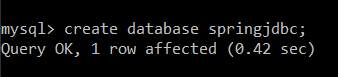 mysql> create database springjdbc;
Query OK, 1 row affected (0.42 sec)